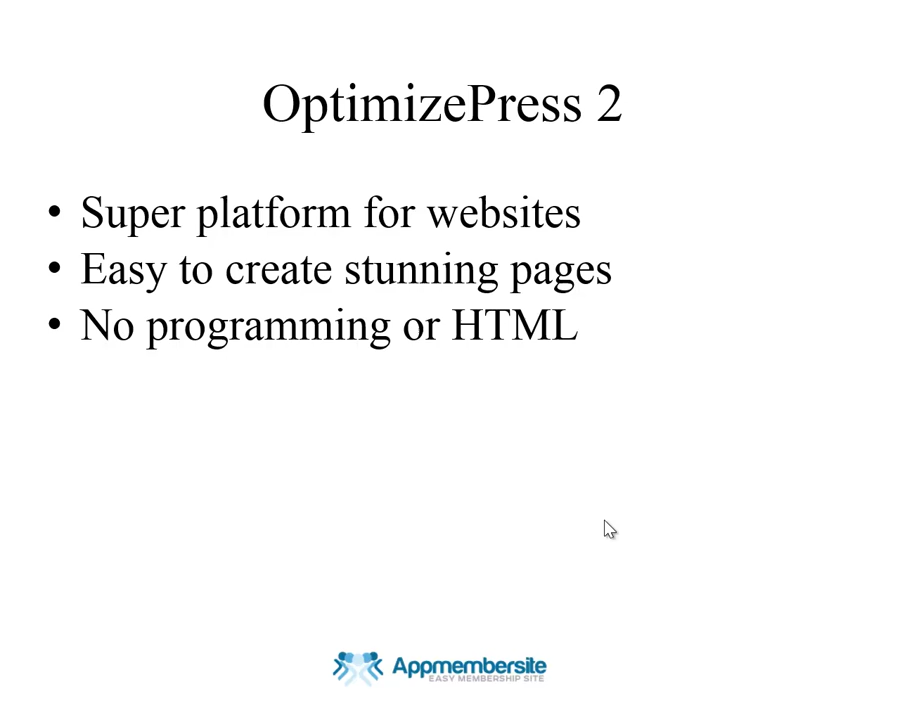 OptimizePress 2
• Super platform for websites
• Easy to create stunning pages
• No programming or HTML
Appmembersite
EASY MEMBERSHIP SITE